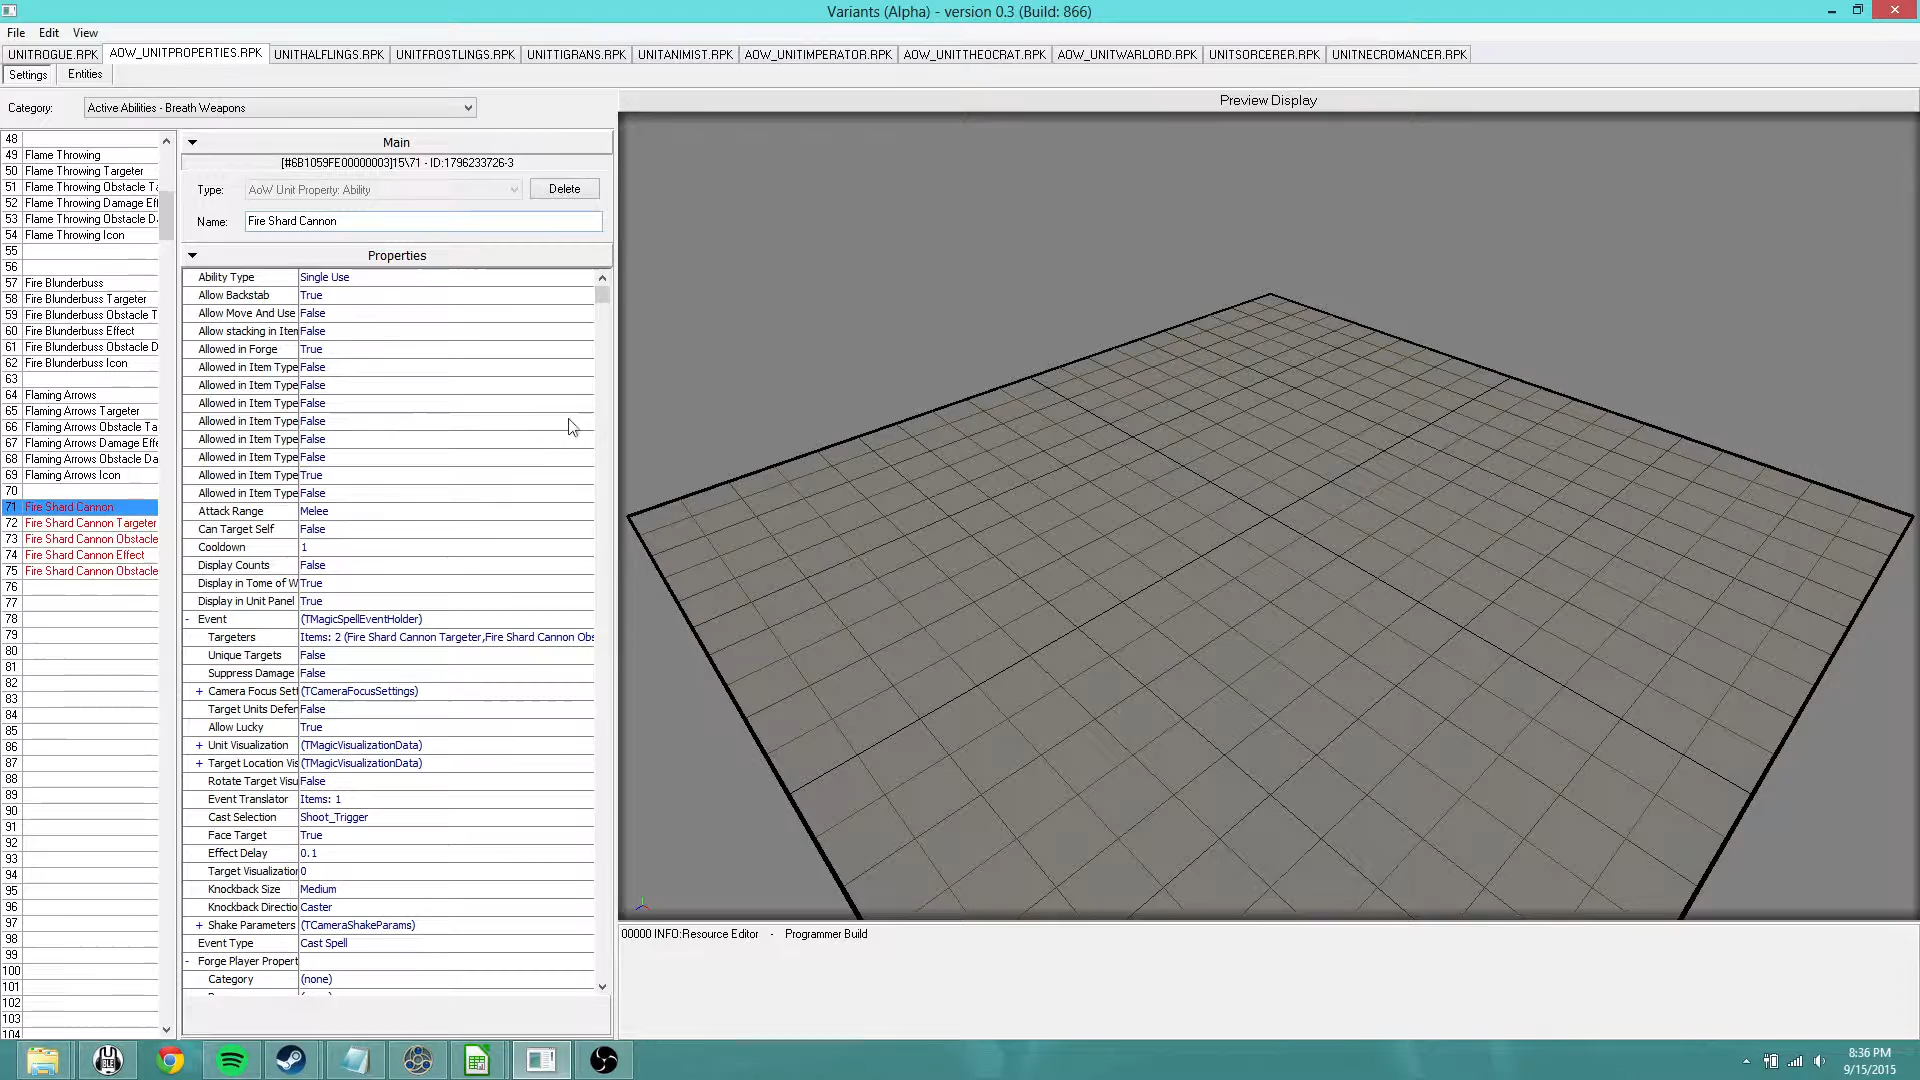 Variants (Alpha) - version 0.3 (Build: 866)
File Edit View
UNITROGUE.RPK AOW_UNITPROPERTIES.RPK UNITHALFLINGS.RPK UNITFROSTLINGS.RPK UNITTIGRANS.RPK UNITANIMIST.RPK AOW_UNITIMPERATOR.RPK AOW_UNITTHEOCRAT.RPK AOW_UNITWARLORD.RPK UNITSORCERER.RPK UNITNECROMANCER.RPK
Settings Entities
Category: Active Abilities - Breath Weapons
Preview Display
48
49 Flame Throwing
50 Flame Throwing Targeter
51 Flame Throwing Obstacle Ta
52 Flame Throwing Damage Eff
53 Flame Throwing Obstacle D
54 Flame Throwing Icon
55
56
57 Fire Blunderbuss
58 Fire Blunderbuss Targeter
59 Fire Blunderbuss Obstacle T
60 Fire Blunderbuss Effect
61 Fire Blunderbuss Obstacle D
62 Fire Blunderbuss Icon
63
64 Flaming Arrows
65 Flaming Arrows Targeter
66 Flaming Arrows Obstacle Ta
67 Flaming Arrows Damage Effe
68 Flaming Arrows Obstacle Da
69 Flaming Arrows Icon
70
71 Fire Shard Cannon
72 Fire Shard Cannon Targeter
73 Fire Shard Cannon Obstacle
74 Fire Shard Cannon Effect
75 Fire Shard Cannon Obstacle
76
77
78
79
80
81
82
83
84
85
86
87
88
89
90
91
92
93
94
95
96
97
98
99
100
101
102
103
104
Main
[#6B1059FE00000003]15\71 - ID:1796233726-3
Type: AoW Unit Property: Ability Delete
Name: Fire Shard Cannon
Properties
Ability Type Single Use
Allow Backstab True
Allow Move And Use False
Allow stacking in Iten False
Allowed in Forge True
Allowed in Item Type False
Allowed in Item Type False
Allowed in Item Type False
Allowed in Item Type False
Allowed in Item Type False
Allowed in Item Type False
Allowed in Item Type True
Allowed in Item Type False
Attack Range Melee
Can Target Self False
Cooldown 1
Display Counts False
Display in Tome of W True
Display in Unit Panel True
- Event (TMagicSpellEventHolder)
Targeters Items: 2 (Fire Shard Cannon Targeter,Fire Shard Cannon Obs
Unique Targets False
Suppress Damage False
+ Camera Focus Sett (TCameraFocusSettings)
Target Units Defer False
Allow Lucky True
+ Unit Visualization (TMagicVisualizationData)
+ Target Location Vis (TMagicVisualizationData)
Rotate Target Visu False
Event Translator Items: 1
Cast Selection Shoot_Trigger
Face Target True
Effect Delay 0.1
Target Visualization 0
Knockback Size Medium
Knockback Directio Caster
+ Shake Parameters (TCameraShakeParams)
Event Type Cast Spell
- Forge Player Propert
Category (none)
00000 INFO:Resource Editor - Programmer Build
8:36 PM
9/15/2015